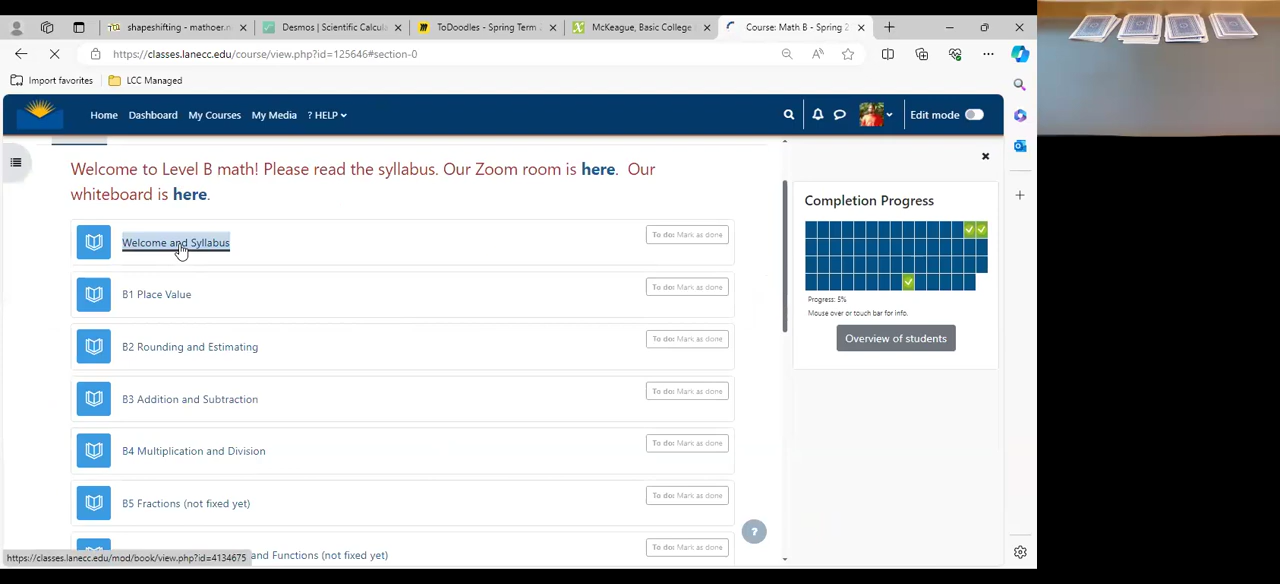 shapeshifting - mathoer.n
Desmos | Scientific Calcula
ToDoodles - Spring Term
McKeague, Basic College
Course: Math B - Spring 2
https://classes.lanecc.edu/course/view.php?id=125646#section-0
Import favorites
LCC Managed
Home
Dashboard
My Courses
My Media
? HELP
Edit mode
Welcome to Level B math! Please read the syllabus. Our Zoom room is here. Our
whiteboard is here.
Welcome and Syllabus
To do: Mark as done
B1 Place Value
To do: Mark as done
B2 Rounding and Estimating
To do: Mark as done
B3 Addition and Subtraction
To do: Mark as done
B4 Multiplication and Division
To do: Mark as done
B5 Fractions (not fixed yet)
To do: Mark as done
and Functions (not fixed yet)
To do: Mark as done
Completion Progress
Progress: 5%
Mouse over or touch bar for info.
Overview of students
?
https://classes.lanecc.edu/mod/book/view.php?id=4134675